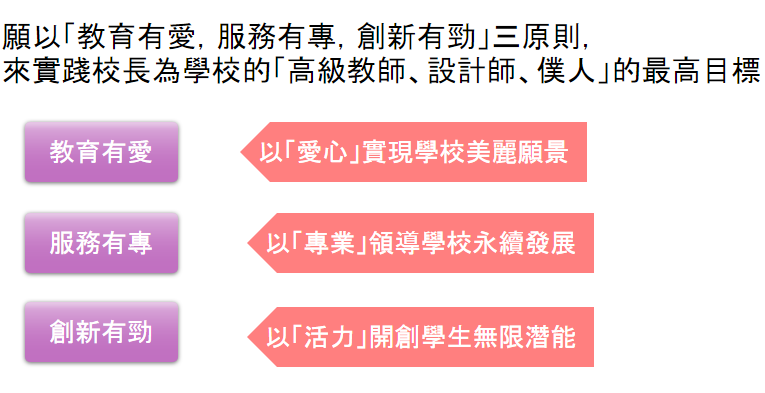 願以「教育有愛，服務有專，創新有勁」三原則，
來實踐校長為學校的「高級教師、設計師、僕人」的最高目標
教育有愛
以「愛心」實現學校美麗願景
服務有專
以「專業」領導學校永續發展
創新有勁
以「活力」開創學生無限潛能